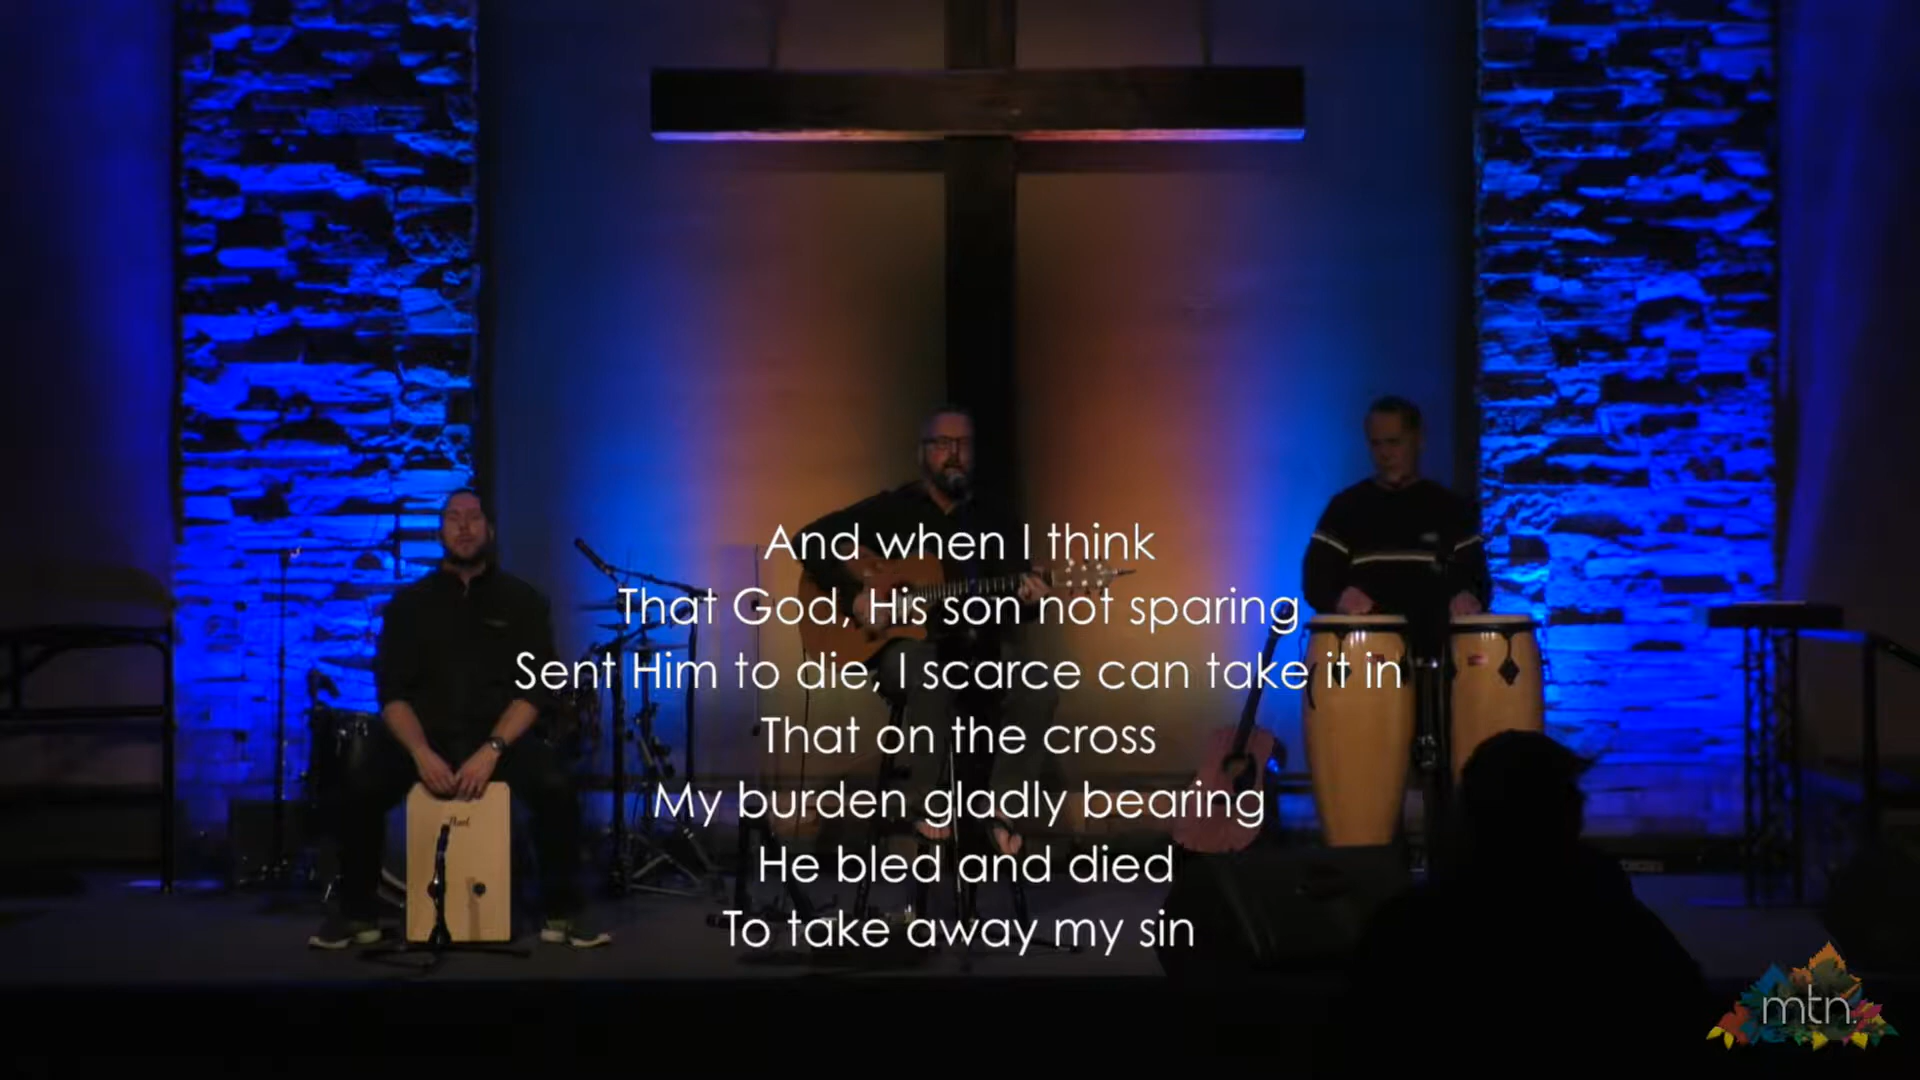 And when I think
That God, His son not sparing
Sent Him to die, I scarce can take it in
That on the cross
My burden gladly bearing
He bled and died
To take away my sin
Pearl
mtn.